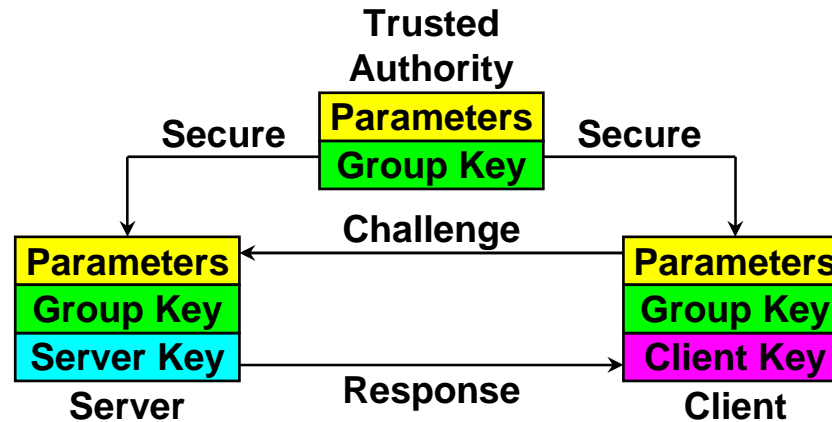 Trusted
Authority
Parameters
Group Key
Secure
Secure
Challenge
Parameters
Group Key
Server Key
Server
Parameters
Group Key
Client Key
Client
Response